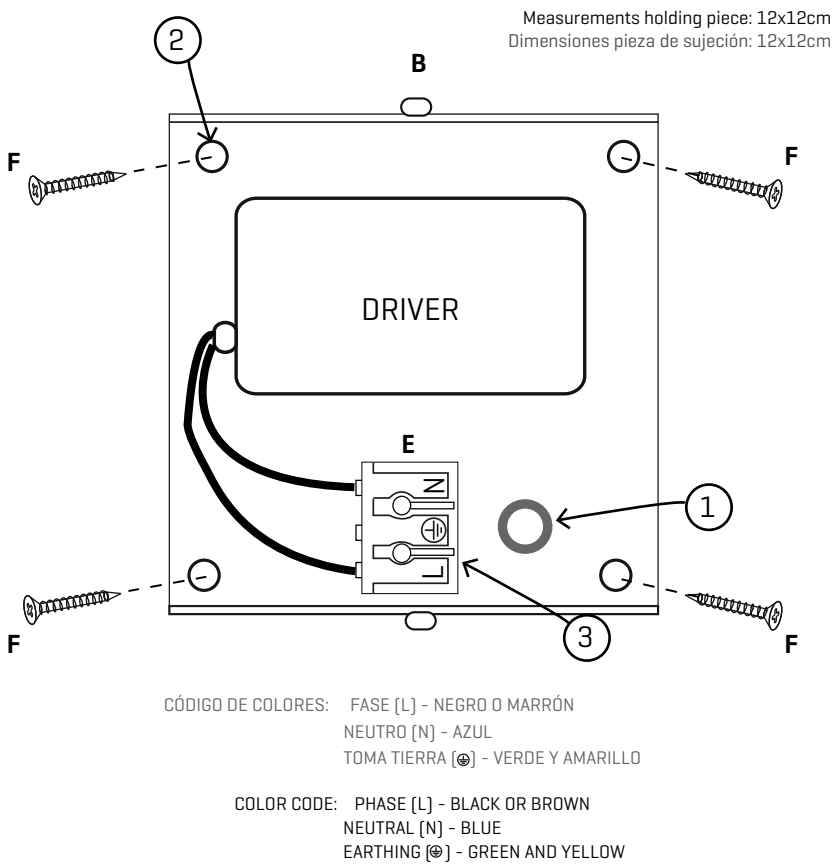 Measurements holding piece: 12x12cm
Dimensiones pieza de sujeción: 12x12cm
2
B
F
F
DRIVER
E
N
1
L
3
F
F
CÓDIGO DE COLORES: FASE [L] - NEGRO O MARRÓN
NEUTRO [N] - AZUL
TOMA TIERRA [⏚] - VERDE Y AMARILLO
COLOR CODE: PHASE [L] - BLACK OR BROWN
NEUTRAL [N] - BLUE
EARTHING [⏚] - GREEN AND YELLOW